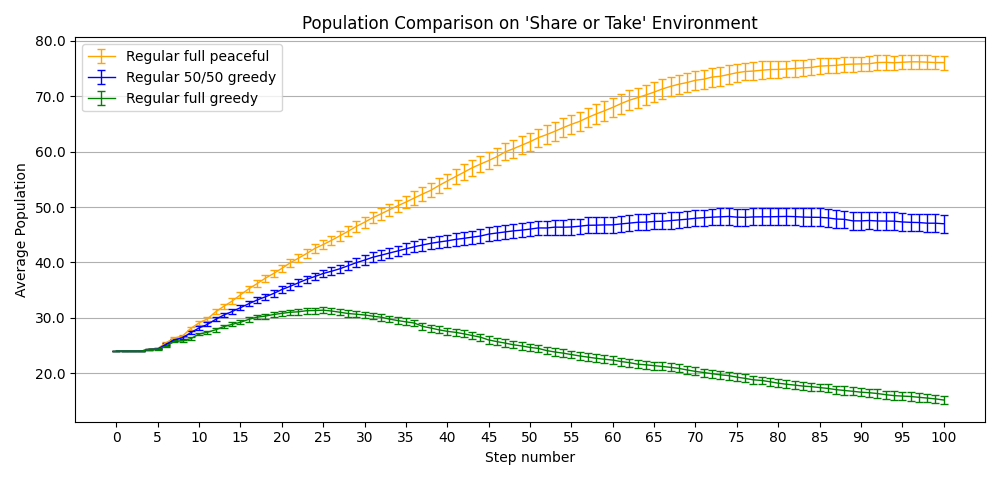 Population Comparison on 'Share or Take' Environment
Regular full peaceful
Regular 50/50 greedy
Regular full greedy
Average Population
80.0
70.0
60.0
50.0
40.0
30.0
20.0
0 5 10 15 20 25 30 35 40 45 50 55 60 65 70 75 80 85 90 95 100
Step number